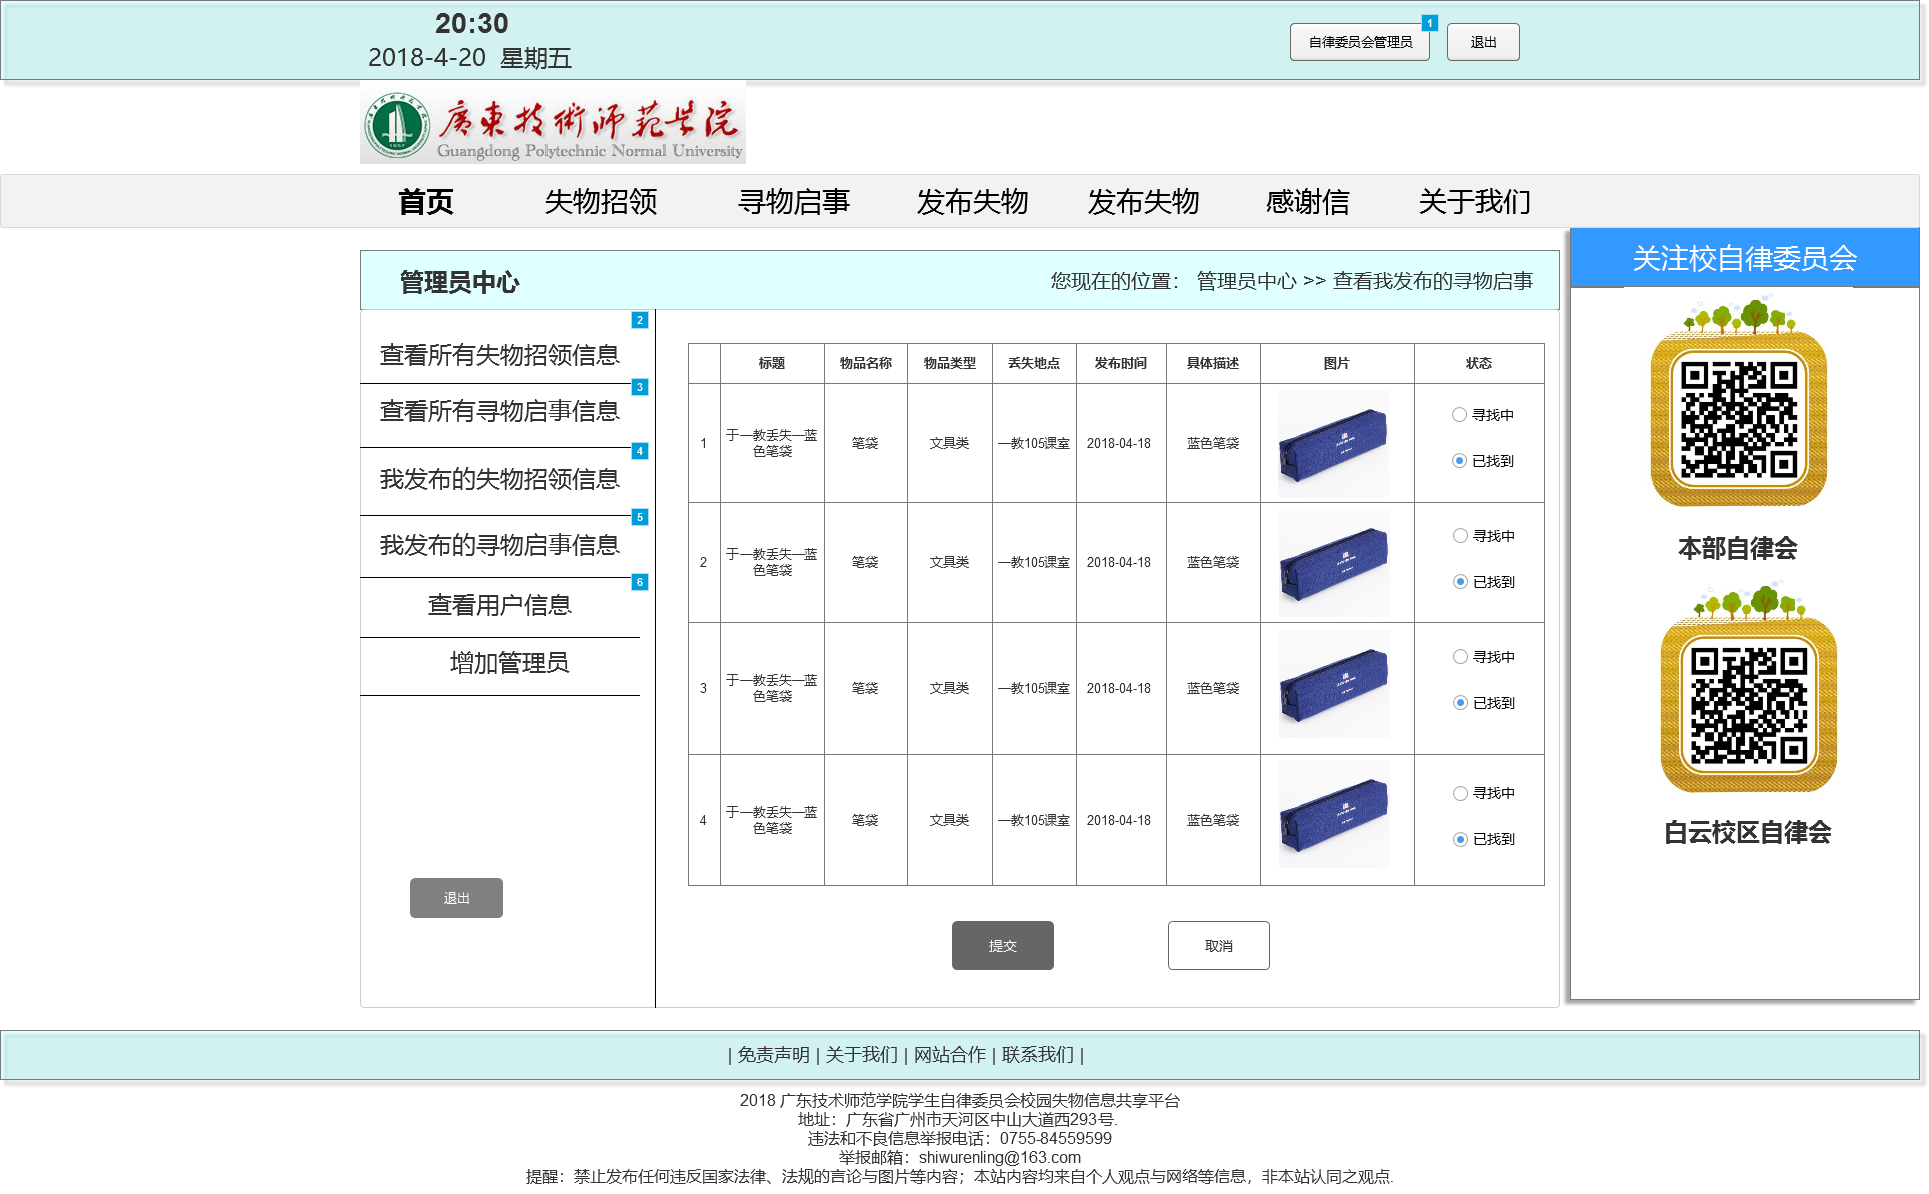 20:30
2018-4-20 星期五
自律委员会管理员
1
退出
廣東技術师范学院
Guangdong Polytechnic Normal University
首页 失物招领 寻物启事 发布失物 发布失物 感谢信 关于我们
管理员中心
您现在的位置： 管理员中心 >> 查看我发布的寻物启事
2
查看所有失物招领信息
3
查看所有寻物启事信息
4
我发布的失物招领信息
5
我发布的寻物启事信息
6
查看用户信息
增加管理员
退出
标题 物品名称 物品类型 丢失地点 发布时间 具体描述 图片 状态
1 于一教丢失一蓝色笔袋 笔袋 文具类 一教105课室 2018-04-18 蓝色笔袋 寻找中
已找到
2 于一教丢失一蓝色笔袋 笔袋 文具类 一教105课室 2018-04-18 蓝色笔袋 寻找中
已找到
3 于一教丢失一蓝色笔袋 笔袋 文具类 一教105课室 2018-04-18 蓝色笔袋 寻找中
已找到
4 于一教丢失一蓝色笔袋 笔袋 文具类 一教105课室 2018-04-18 蓝色笔袋 寻找中
已找到
提交 取消
关注校自律委员会
本部自律会
白云校区自律会
| 免责声明 | 关于我们 | 网站合作 | 联系我们 |
2018 广东技术师范学院学生自律委员会校园失物信息共享平台
地址：广东省广州市天河区中山大道西293号.
违法和不良信息举报电话：0755-84559599
举报邮箱：shiwurenling@163.com
提醒：禁止发布任何违反国家法律、法规的言论与图片等内容；本站内容均来自个人观点与网络等信息，非本站认同之观点.